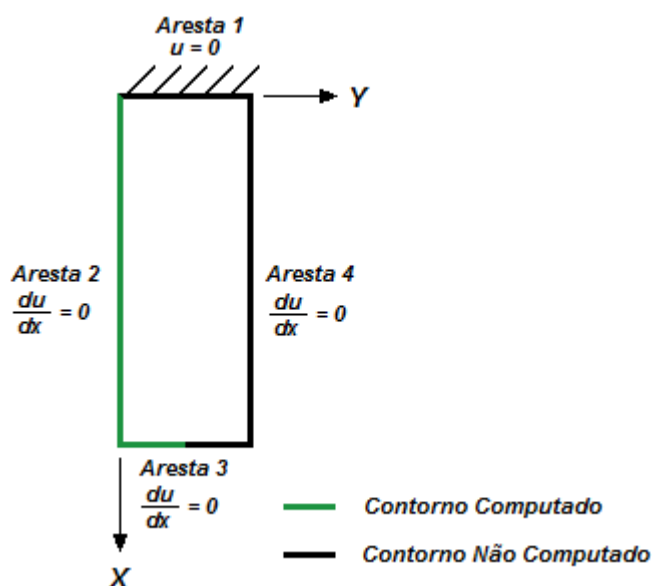 Aresta 1
u = 0
Y
Aresta 2
du
dx
= 0
Aresta 4
du
dx
= 0
Aresta 3
du
dx
= 0
X
Contorno Computado
Contorno Não Computado